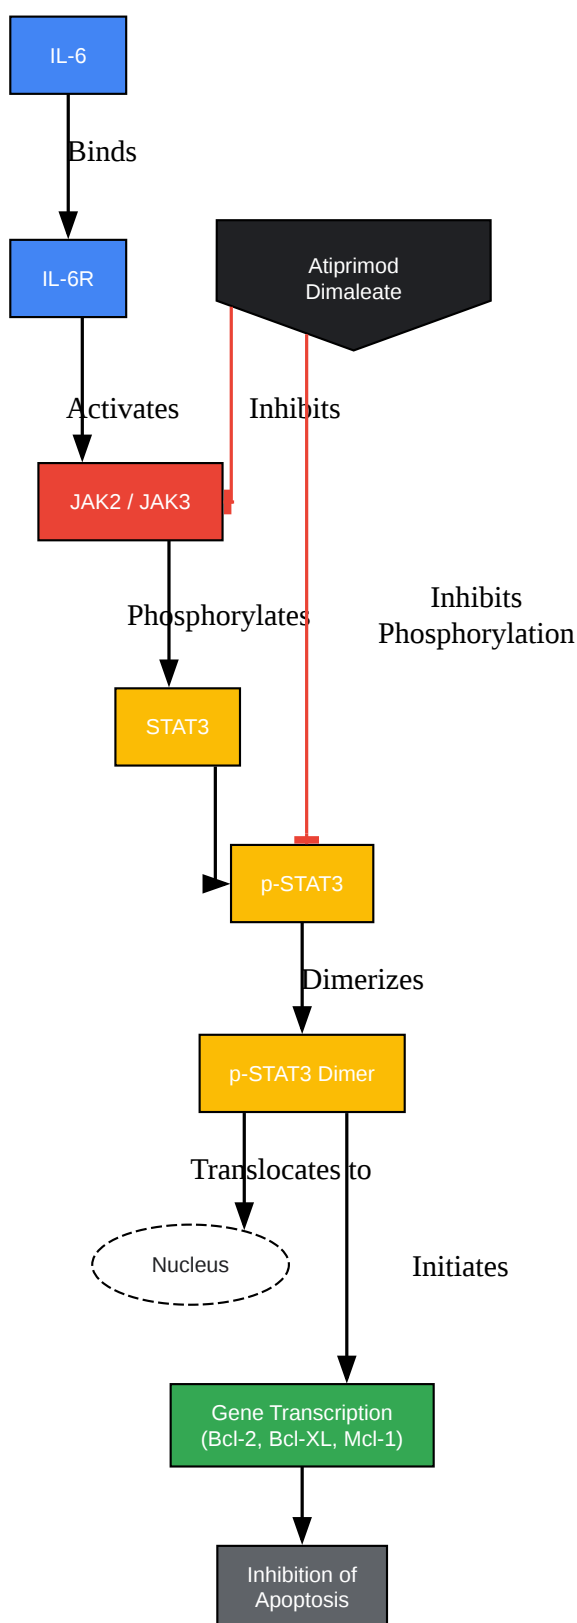 IL-6
Binds
IL-6R
Atiprimod
Dimaleate
Activates
Inhibits
JAK2 / JAK3
Phosphorylates
Inhibits
Phosphorylation
STAT3
p-STAT3
Dimerizes
p-STAT3 Dimer
Translocates to
Nucleus
Initiates
Gene Transcription
(Bcl-2, Bcl-XL, Mcl-1)
Inhibition of
Apoptosis